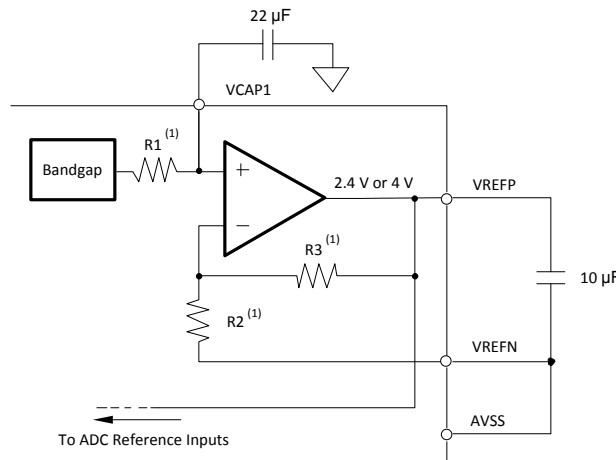 22 µF
VCAP1
R1 (1)
Bandgap
+
2.4 V or 4 V
VREFP
−
R3 (1)
10 µF
R2 (1)
VREFN
AVSS
To ADC Reference Inputs